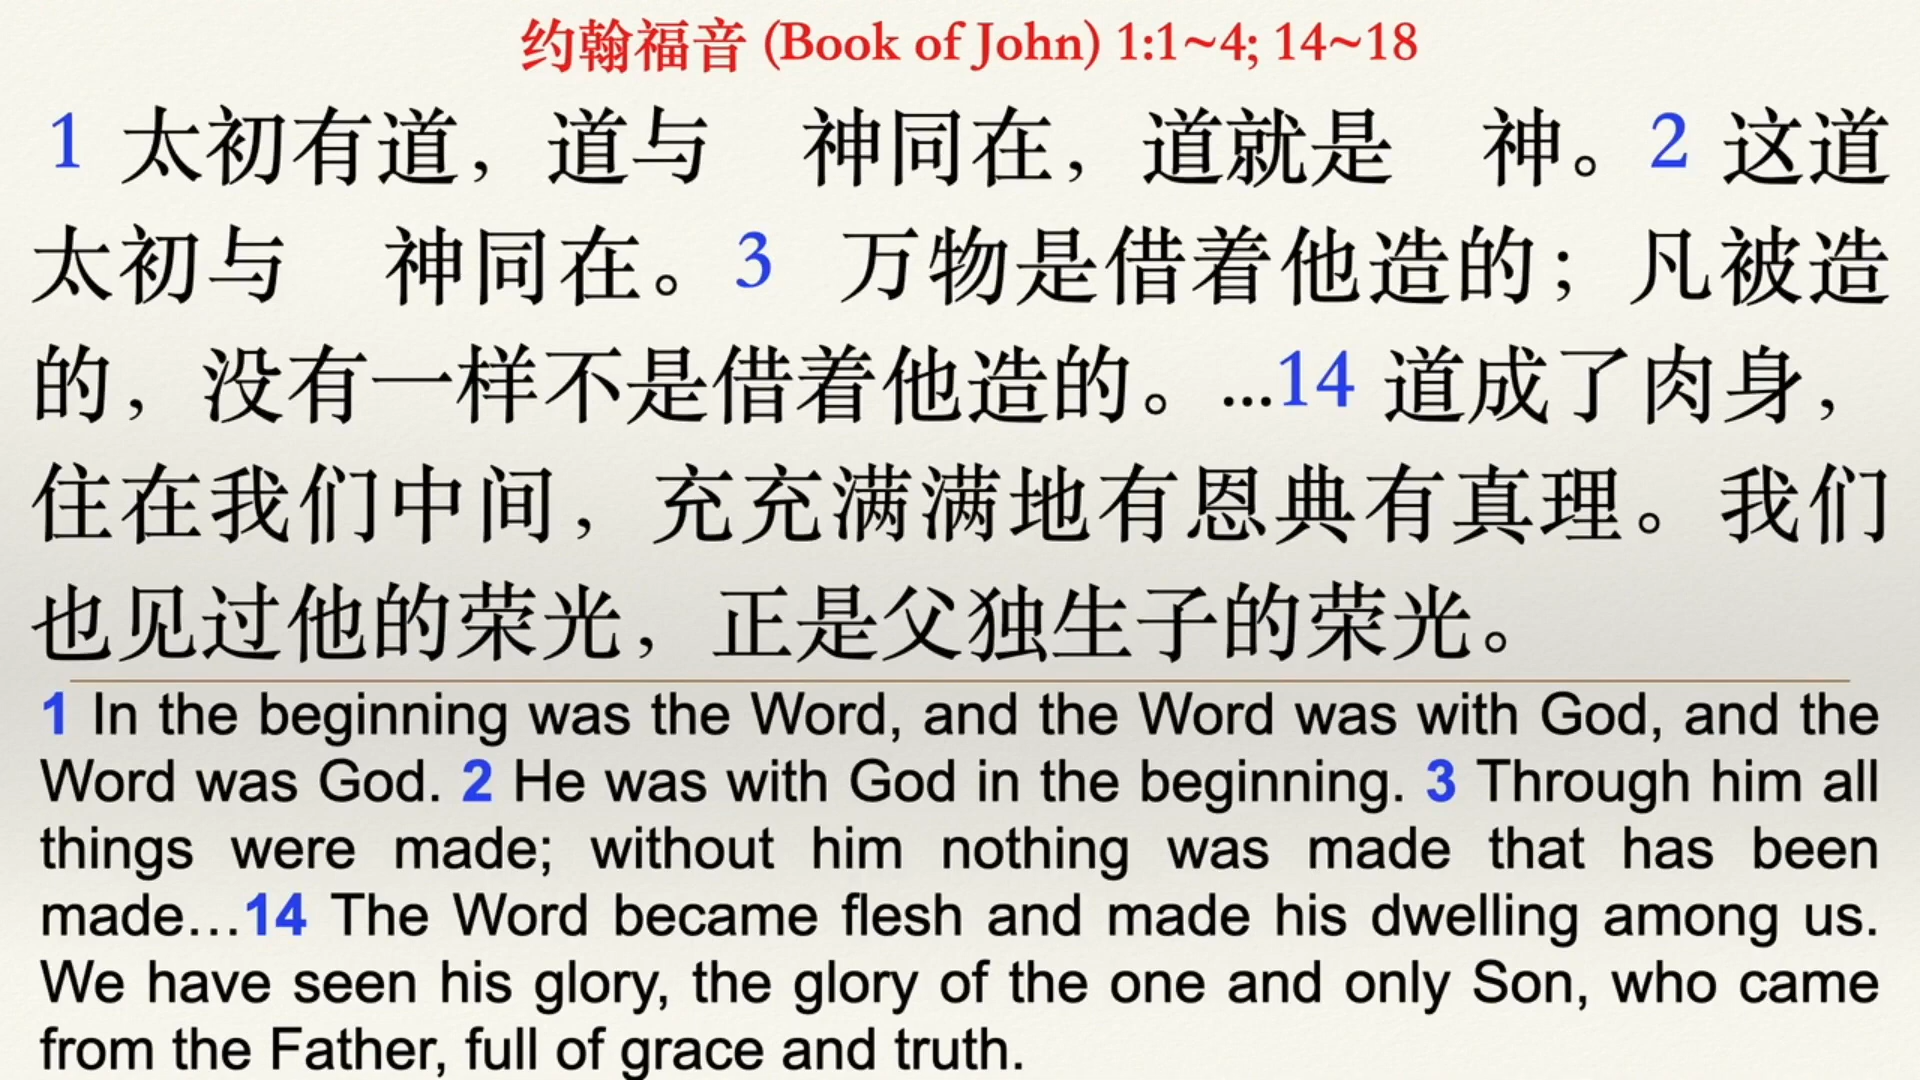 约翰福音 (Book of John) 1:1~4; 14~18
1 太初有道，道与　神同在，道就是　神。2 这道
太初与　神同在。3　万物是借着他造的；凡被造
的，没有一样不是借着他造的。...14 道成了肉身，
住在我们中间，充充满满地有恩典有真理。我们
也见过他的荣光，正是父独生子的荣光。
1 In the beginning was the Word, and the Word was with God, and the
Word was God. 2 He was with God in the beginning. 3 Through him all
things were made; without him nothing was made that has been
made…14 The Word became flesh and made his dwelling among us.
We have seen his glory, the glory of the one and only Son, who came
from the Father, full of grace and truth.